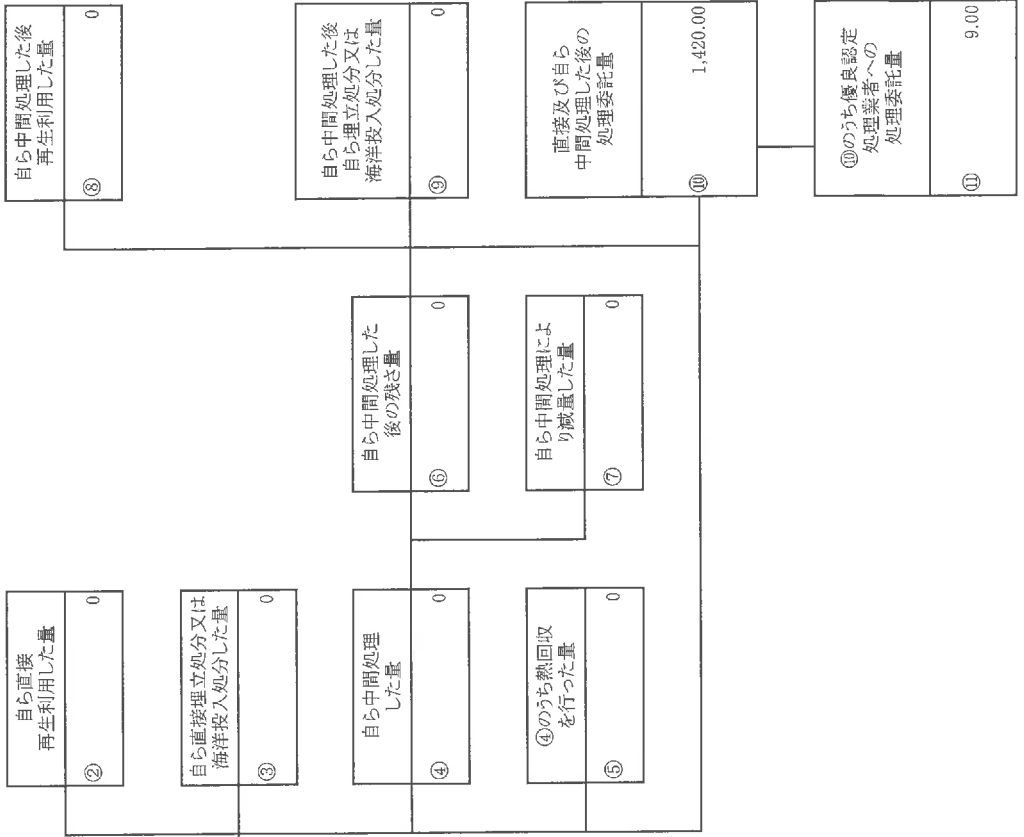 自ら直接
再生利用した量
② 0
自ら直接埋立処分又は
海洋投入処分した量
③ 0
自ら中間処理
した量
④ 0
④のうち熱回収
を行った量
⑤ 0
自ら中間処理した
後の残さ量
⑥ 0
自ら中間処理によ
り減量した量
⑦ 0
自ら中間処理した後
再生利用した量
⑧ 0
自ら中間処理した後
自ら埋立処分又は
海洋投入処分した量
⑨ 0
直接及び自ら
中間処理した後の
処理委託量
⑩ 1,420.00
⑩のうち優良認定
処理業者への
処理委託量
⑪ 9.00